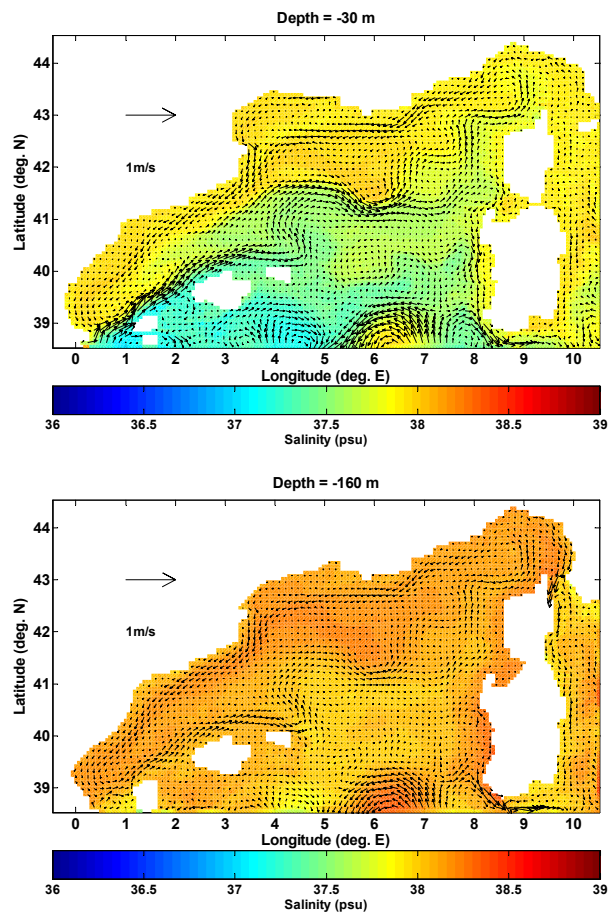 Depth = -30 m
44
43
42
41
40
39
Latitude (deg. N)
1m/s
0 1 2 3 4 5 6 7 8 9 10
Longitude (deg. E)
36 36.5 37 37.5 38 38.5 39
Salinity (psu)
Depth = -160 m
44
43
42
41
40
39
Latitude (deg. N)
1m/s
0 1 2 3 4 5 6 7 8 9 10
Longitude (deg. E)
36 36.5 37 37.5 38 38.5 39
Salinity (psu)